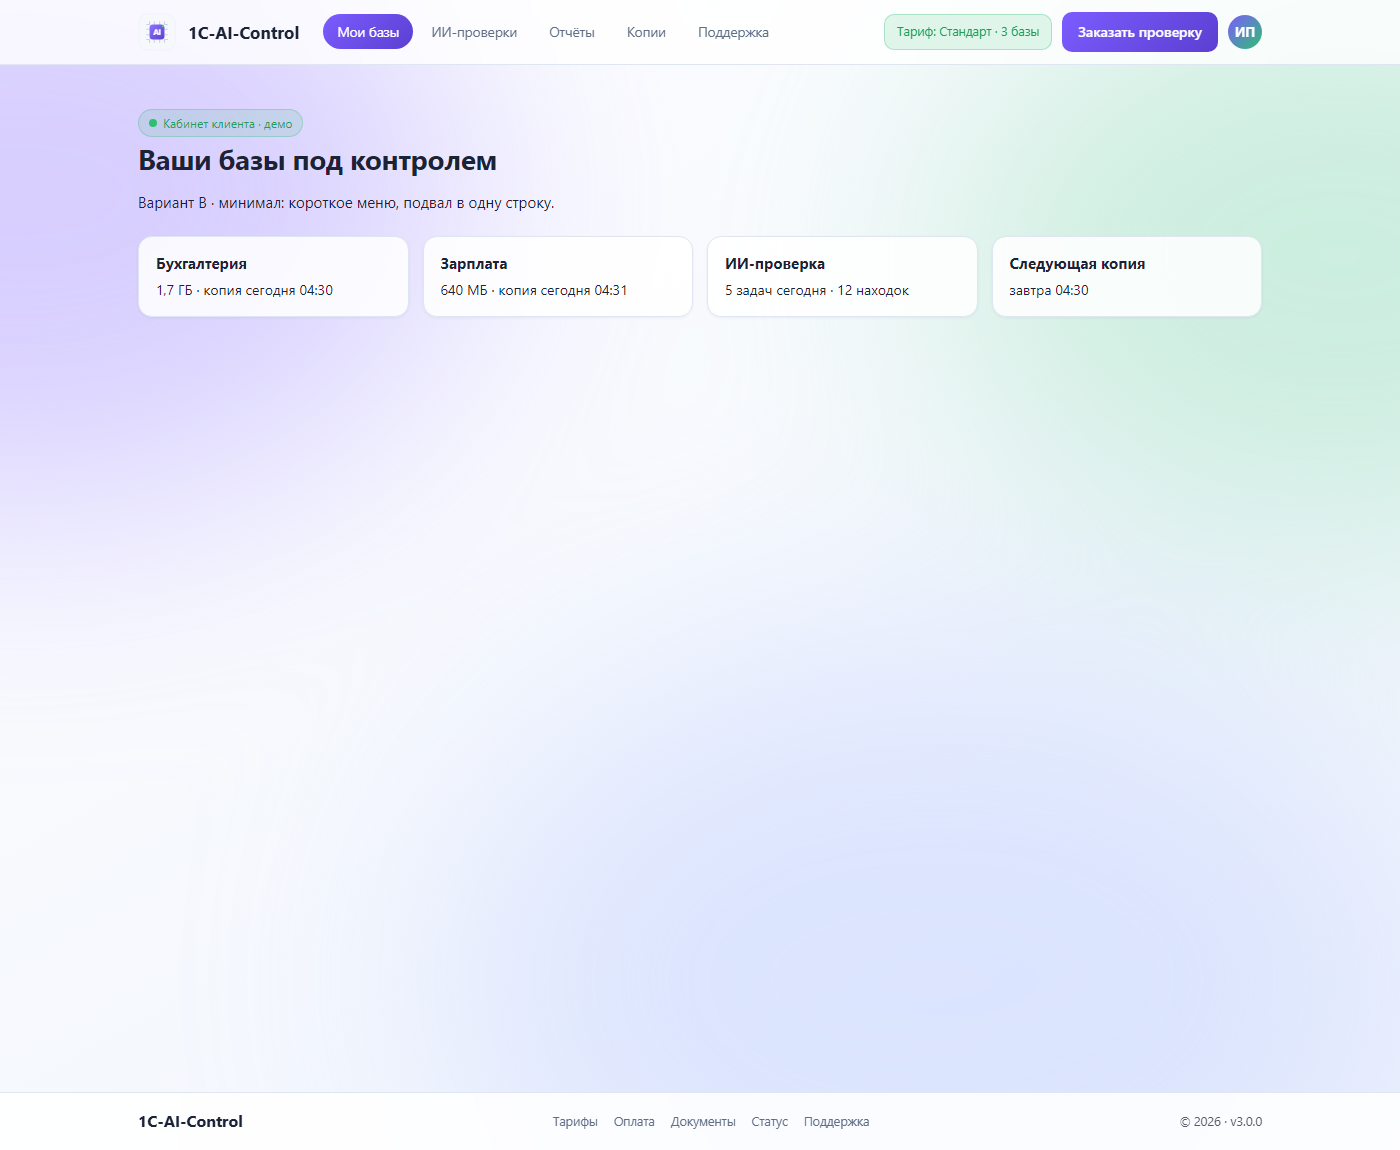 AI
1C-AI-Control
Мои базы
ИИ-проверки
Отчёты
Копии
Поддержка
Тариф: Стандарт · 3 базы
Заказать проверку
ИП
Кабинет клиента · демо
Ваши базы под контролем
Вариант B · минимал: короткое меню, подвал в одну строку.
Бухгалтерия
1,7 ГБ · копия сегодня 04:30
Зарплата
640 МБ · копия сегодня 04:31
ИИ-проверка
5 задач сегодня · 12 находок
Следующая копия
завтра 04:30
1C-AI-Control
Тарифы
Оплата
Документы
Статус
Поддержка
© 2026 · v3.0.0